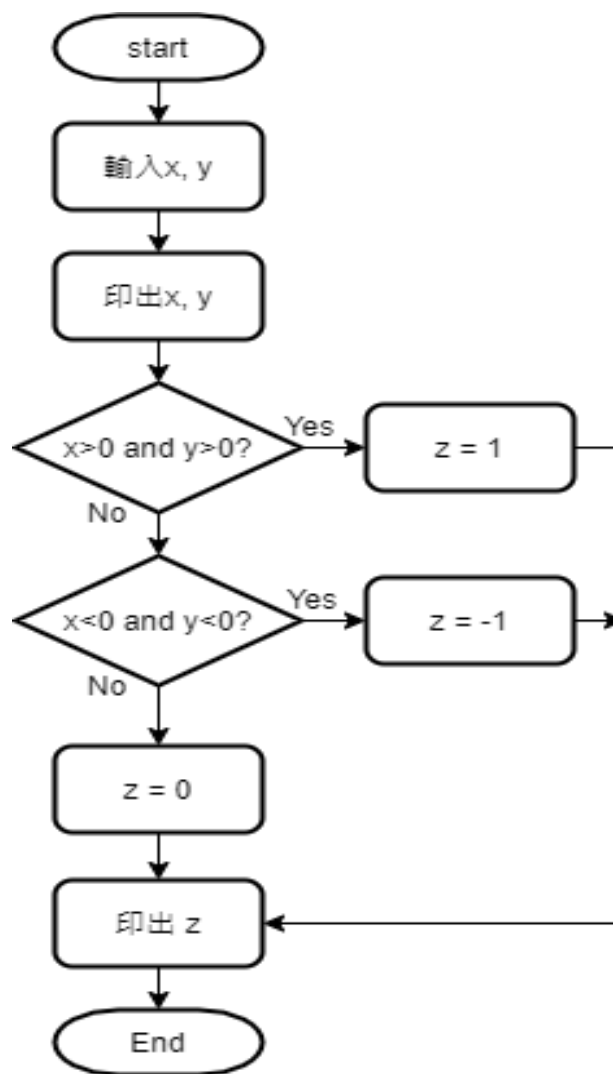 start
輸入x, y
印出x, y
x>0 and y>0?
Yes
z = 1
No
x<0 and y<0?
Yes
z = -1
No
z = 0
印出 z
End